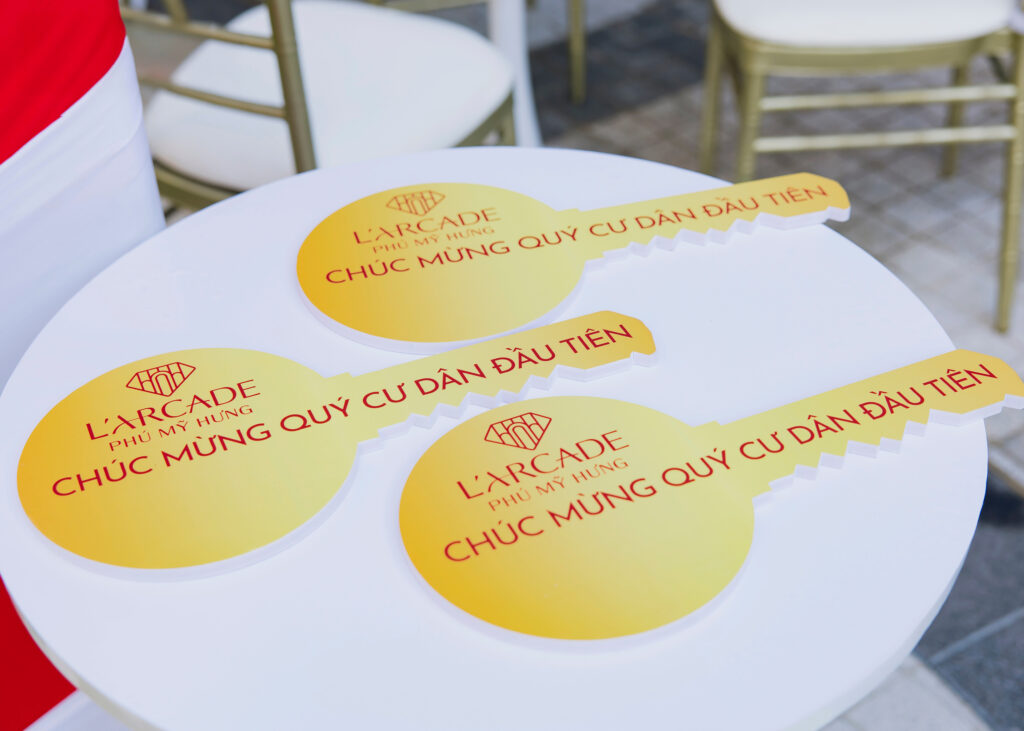 L'ARCADE
PHÚ MỸ HƯNG
CHÚC MỪNG QUÝ CƯ DÂN ĐẦU TIÊN
L'ARCADE
PHÚ MỸ HƯNG
CHÚC MỪNG QUÝ CƯ DÂN ĐẦU TIÊN
L'ARCADE
PHÚ MỸ HƯNG
CHÚC MỪNG QUÝ CƯ DÂN ĐẦU TIÊN